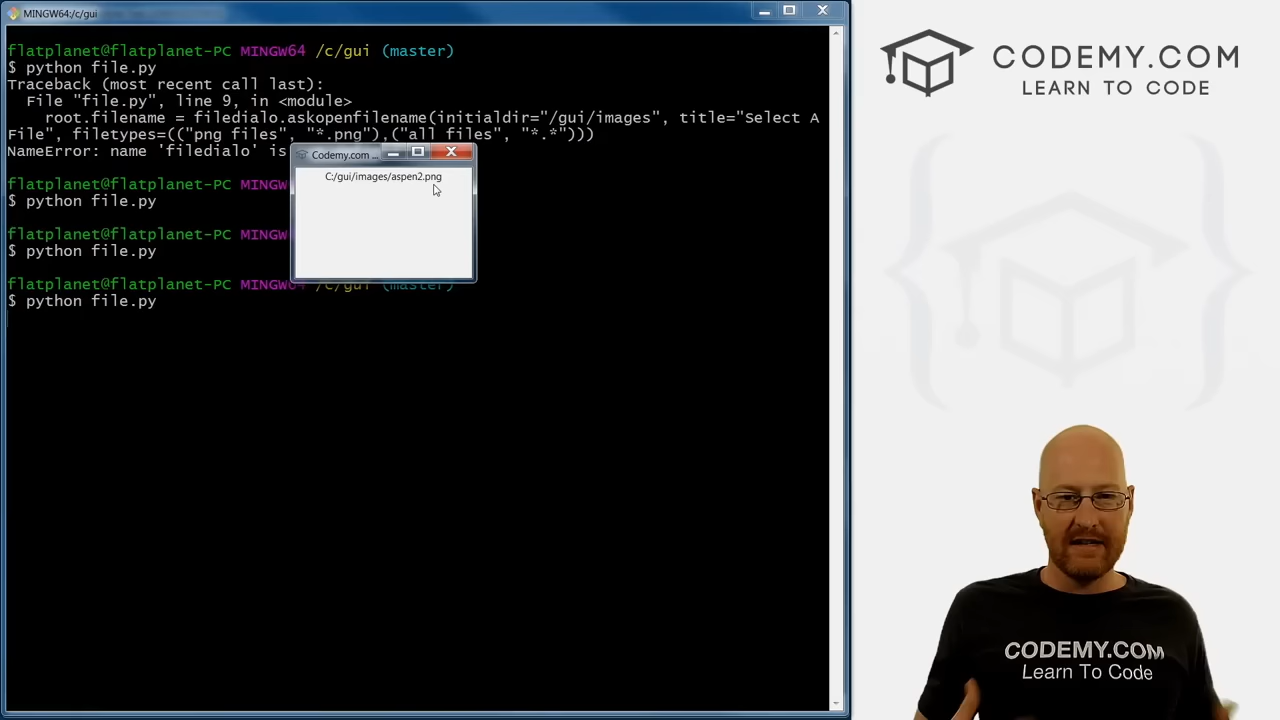 MINGW64:/c/gui
flatplanet@flatplanet-PC MINGW64 /c/gui (master)
$ python file.py
Traceback (most recent call last):
File "file.py", line 9, in <module>
root.filename = filedialo.askopenfilename(initialdir="/gui/images", title="Select A
File", filetypes=(("png files", "*.png"),("all files", "*.*")))
NameError: name 'filedialo' is
flatplanet@flatplanet-PC MINGW
$ python file.py
flatplanet@flatplanet-PC MINGW
$ python file.py
flatplanet@flatplanet-PC MINGW64 /c/gui (master)
$ python file.py
Codemy.com ...
C:/gui/images/aspen2.png
CODEMY.COM
LEARN TO CODE
CODEMY.COM
Learn To Code